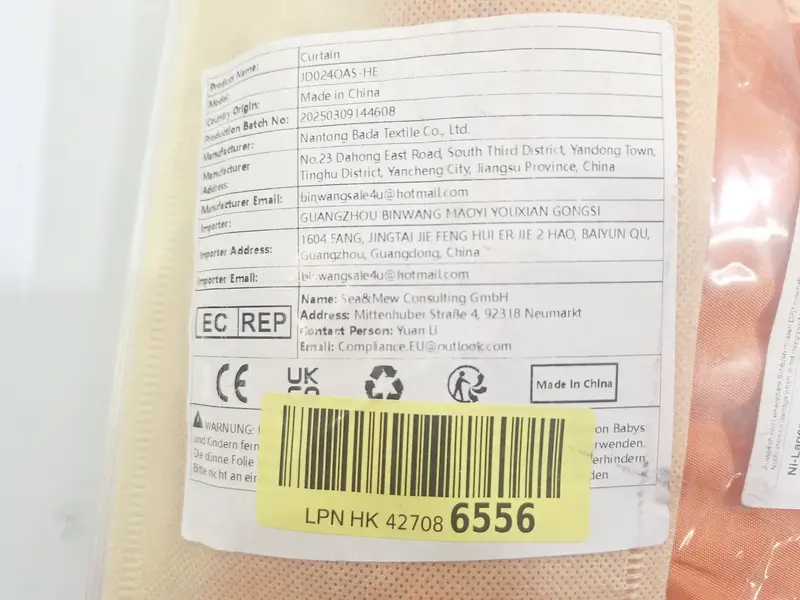 Product Name: Curtain
Model: JD024OAS-HE
Country Origin: Made in China
Production Batch No: 20250309144608
Manufacturer: Nantong Bada Textile Co., Ltd.
Manufacturer Address: No.23 Dahong East Road, South Third District, Yandong Town,
Tinghu District, Yancheng City, Jiangsu Province, China
Manufacturer Email: binwangsale4u@hotmail.com
Importer: GUANGZHOU BINWANG MAOYI YOUXIAN GONGSI
Importer Address: 1604 FANG, JINGTAI JIE FENG HUI ER JIE 2 HAO, BAIYUN QU,
Guangzhou, Guangdong, China
Importer Email: binwangsale4u@hotmail.com
EC REP
Name: Sea&Mew Consulting GmbH
Address: Mittenhuber Straße 4, 92318 Neumarkt
Contact Person: Yuan Li
Email: Compliance.EU@outlook.com
CE UK CA Made In China
WARNUNG: on Babys
und Kindern fern
Die dünne Folie
Bitte nicht an
LPN HK 42708 6556